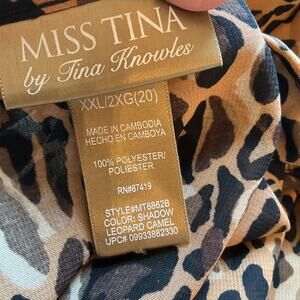 MISS TINA
by Tina Knowles
XXL/2XG(20)
MADE IN CAMBODIA
HECHO EN CAMBOYA
100% POLYESTER/
POLIESTER
RN#87419
STYLE#MT6862B
COLOR: SHADOW
LEOPARD CAMEL
UPC# 09933882330